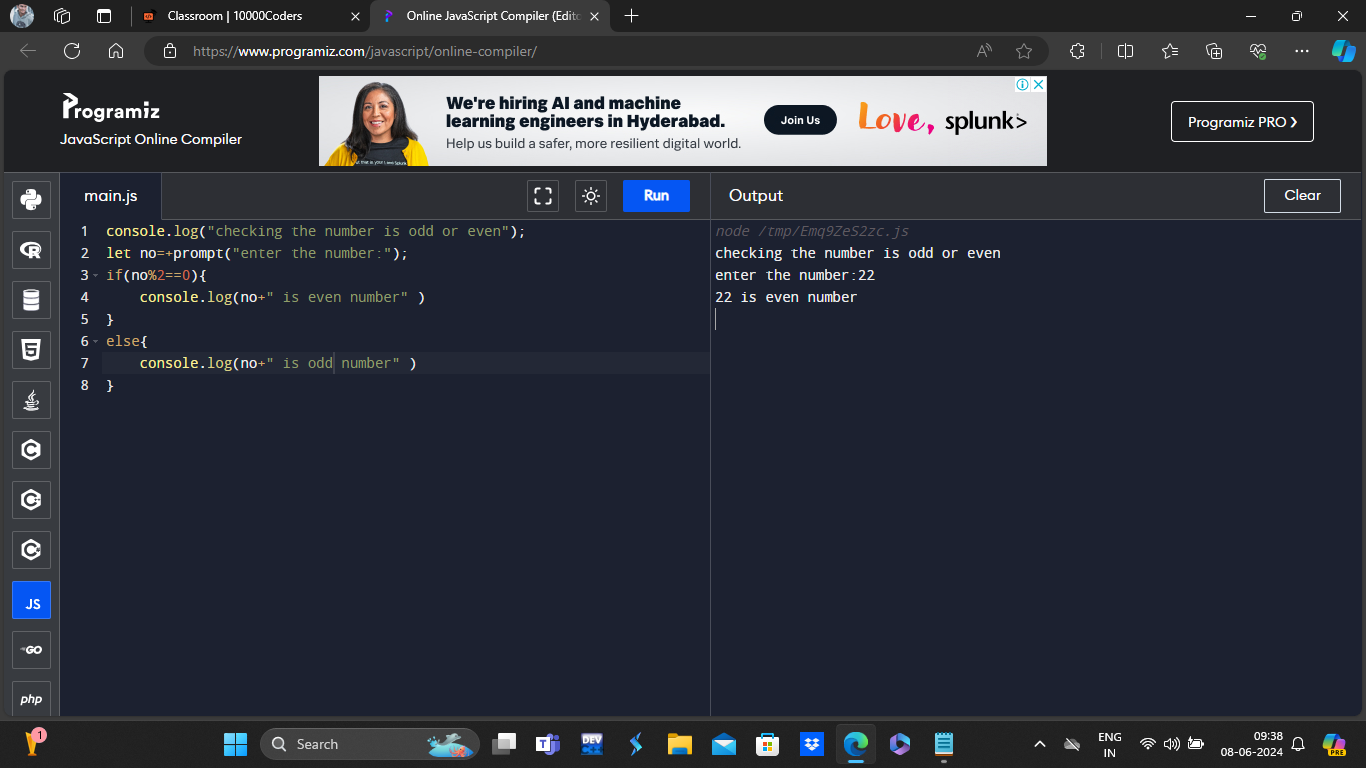 Classroom | 10000Coders
Online JavaScript Compiler (Edito
https://www.programiz.com/javascript/online-compiler/
Programiz
JavaScript Online Compiler
We're hiring AI and machine
learning engineers in Hyderabad.
Help us build a safer, more resilient digital world.
Join Us
Love, splunk>
Programiz PRO ❯
main.js
Run
Output
Clear
1 console.log("checking the number is odd or even");
2 let no=+prompt("enter the number:");
3 if(no%2==0){
4 console.log(no+" is even number" )
5 }
6 else{
7 console.log(no+" is odd number" )
8 }
node /tmp/Emq9ZeS2zc.js
checking the number is odd or even
enter the number:22
22 is even number
JS
GO
php
1
Search
DEV
ENG
IN
09:38
08-06-2024
PRE